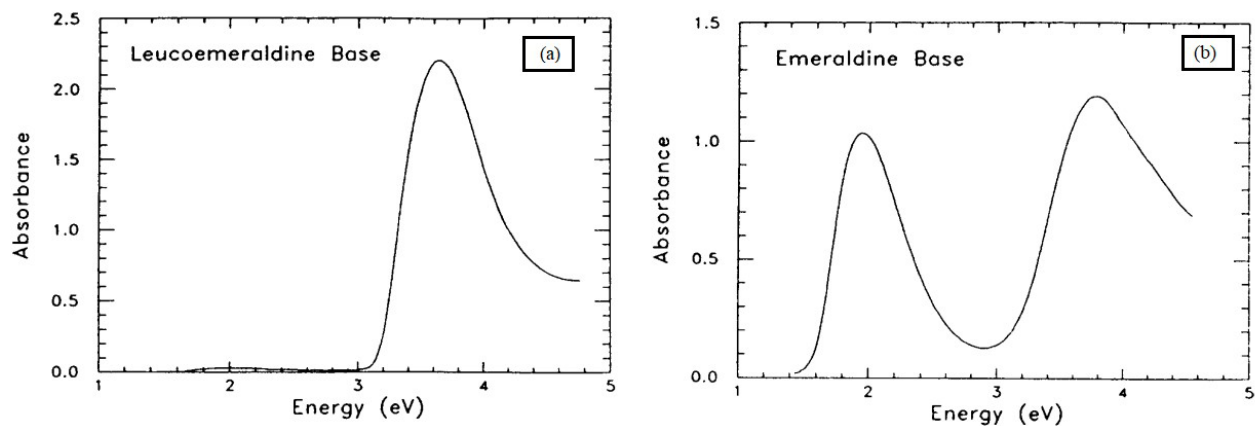 Leucoemeraldine Base
(a)
2.5
2.0
1.5
1.0
0.5
0.0
Absorbance
1 2 3 4 5
Energy (eV)
Emeraldine Base
(b)
1.5
1.0
0.5
0.0
Absorbance
1 2 3 4 5
Energy (eV)